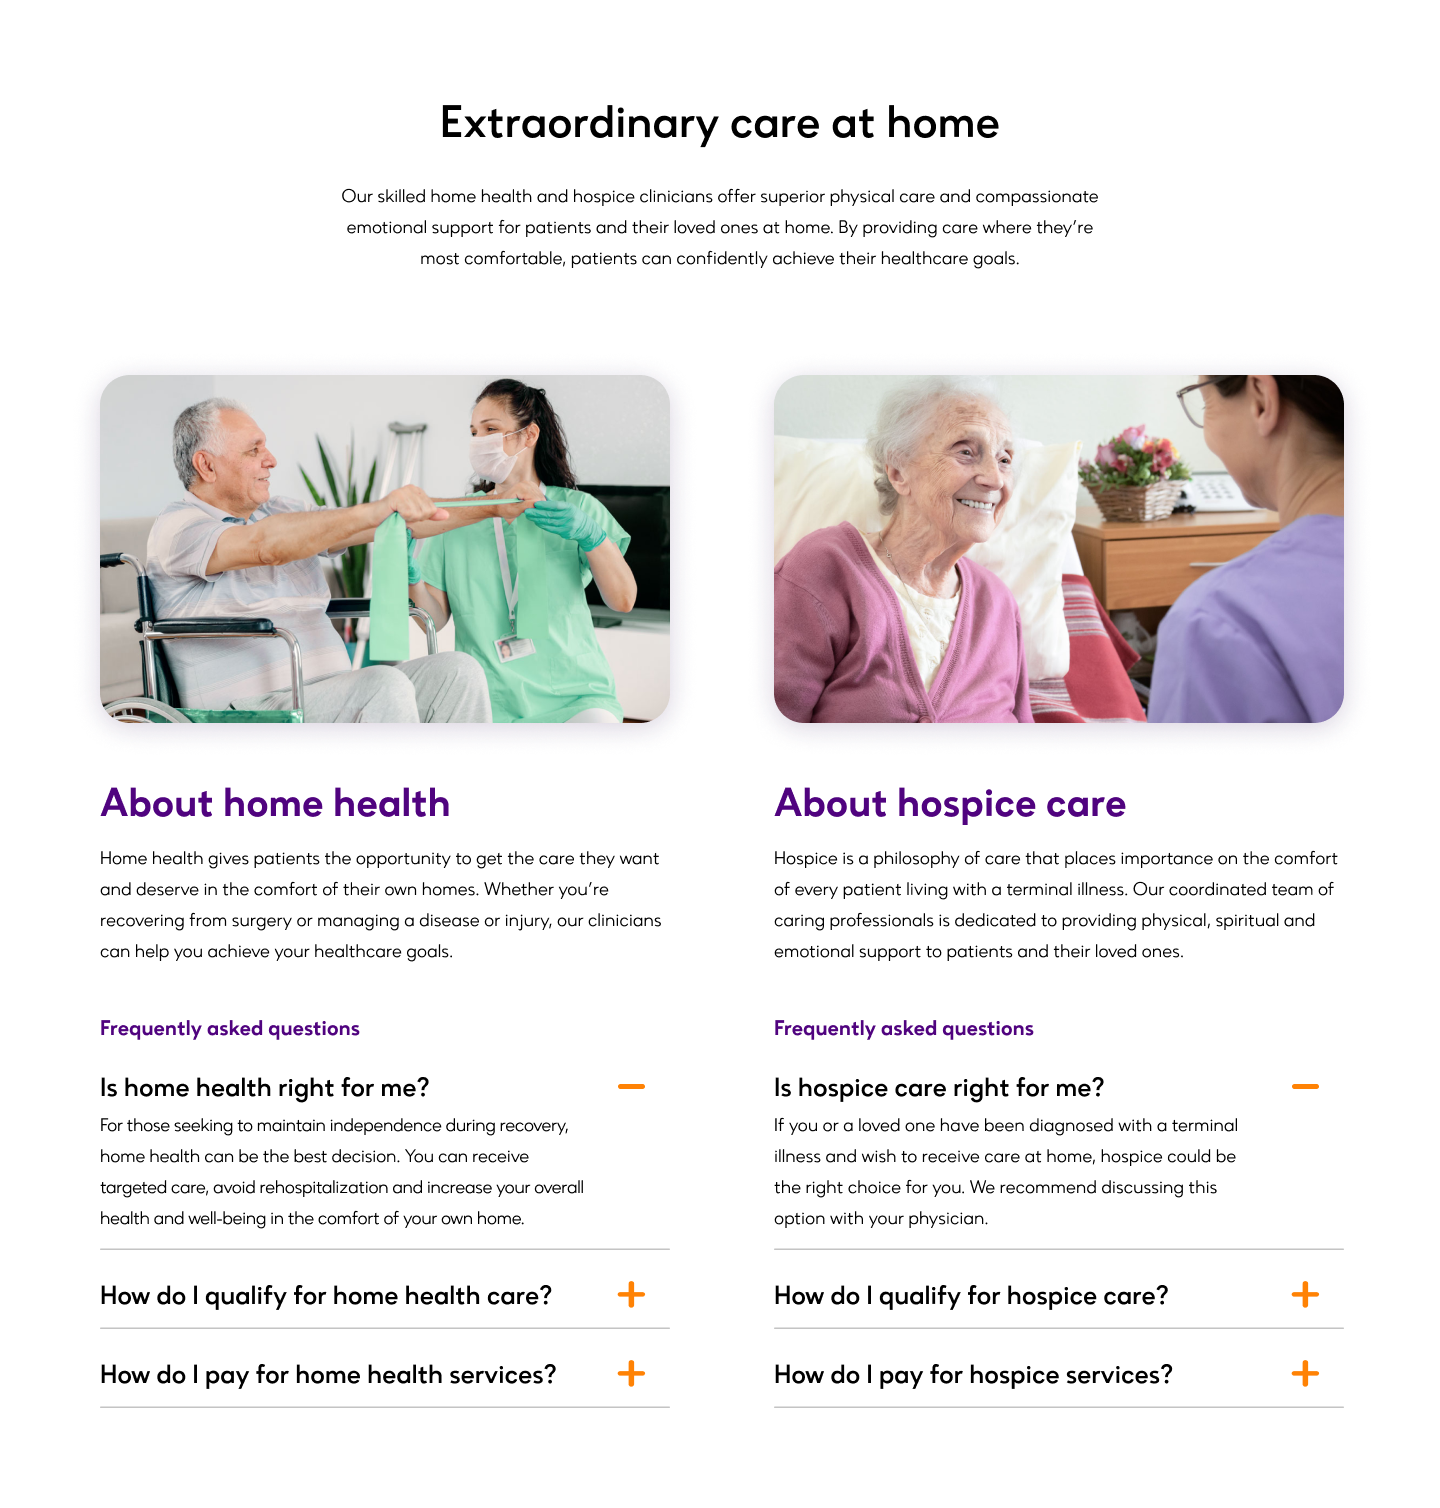 Extraordinary care at home
Our skilled home health and hospice clinicians offer superior physical care and compassionate
emotional support for patients and their loved ones at home. By providing care where they’re
most comfortable, patients can confidently achieve their healthcare goals.
About home health
Home health gives patients the opportunity to get the care they want
and deserve in the comfort of their own homes. Whether you’re
recovering from surgery or managing a disease or injury, our clinicians
can help you achieve your healthcare goals.
Frequently asked questions
Is home health right for me?
For those seeking to maintain independence during recovery,
home health can be the best decision. You can receive
targeted care, avoid rehospitalization and increase your overall
health and well-being in the comfort of your own home.
How do I qualify for home health care?
How do I pay for home health services?
About hospice care
Hospice is a philosophy of care that places importance on the comfort
of every patient living with a terminal illness. Our coordinated team of
caring professionals is dedicated to providing physical, spiritual and
emotional support to patients and their loved ones.
Frequently asked questions
Is hospice care right for me?
If you or a loved one have been diagnosed with a terminal
illness and wish to receive care at home, hospice could be
the right choice for you. We recommend discussing this
option with your physician.
How do I qualify for hospice care?
How do I pay for hospice services?